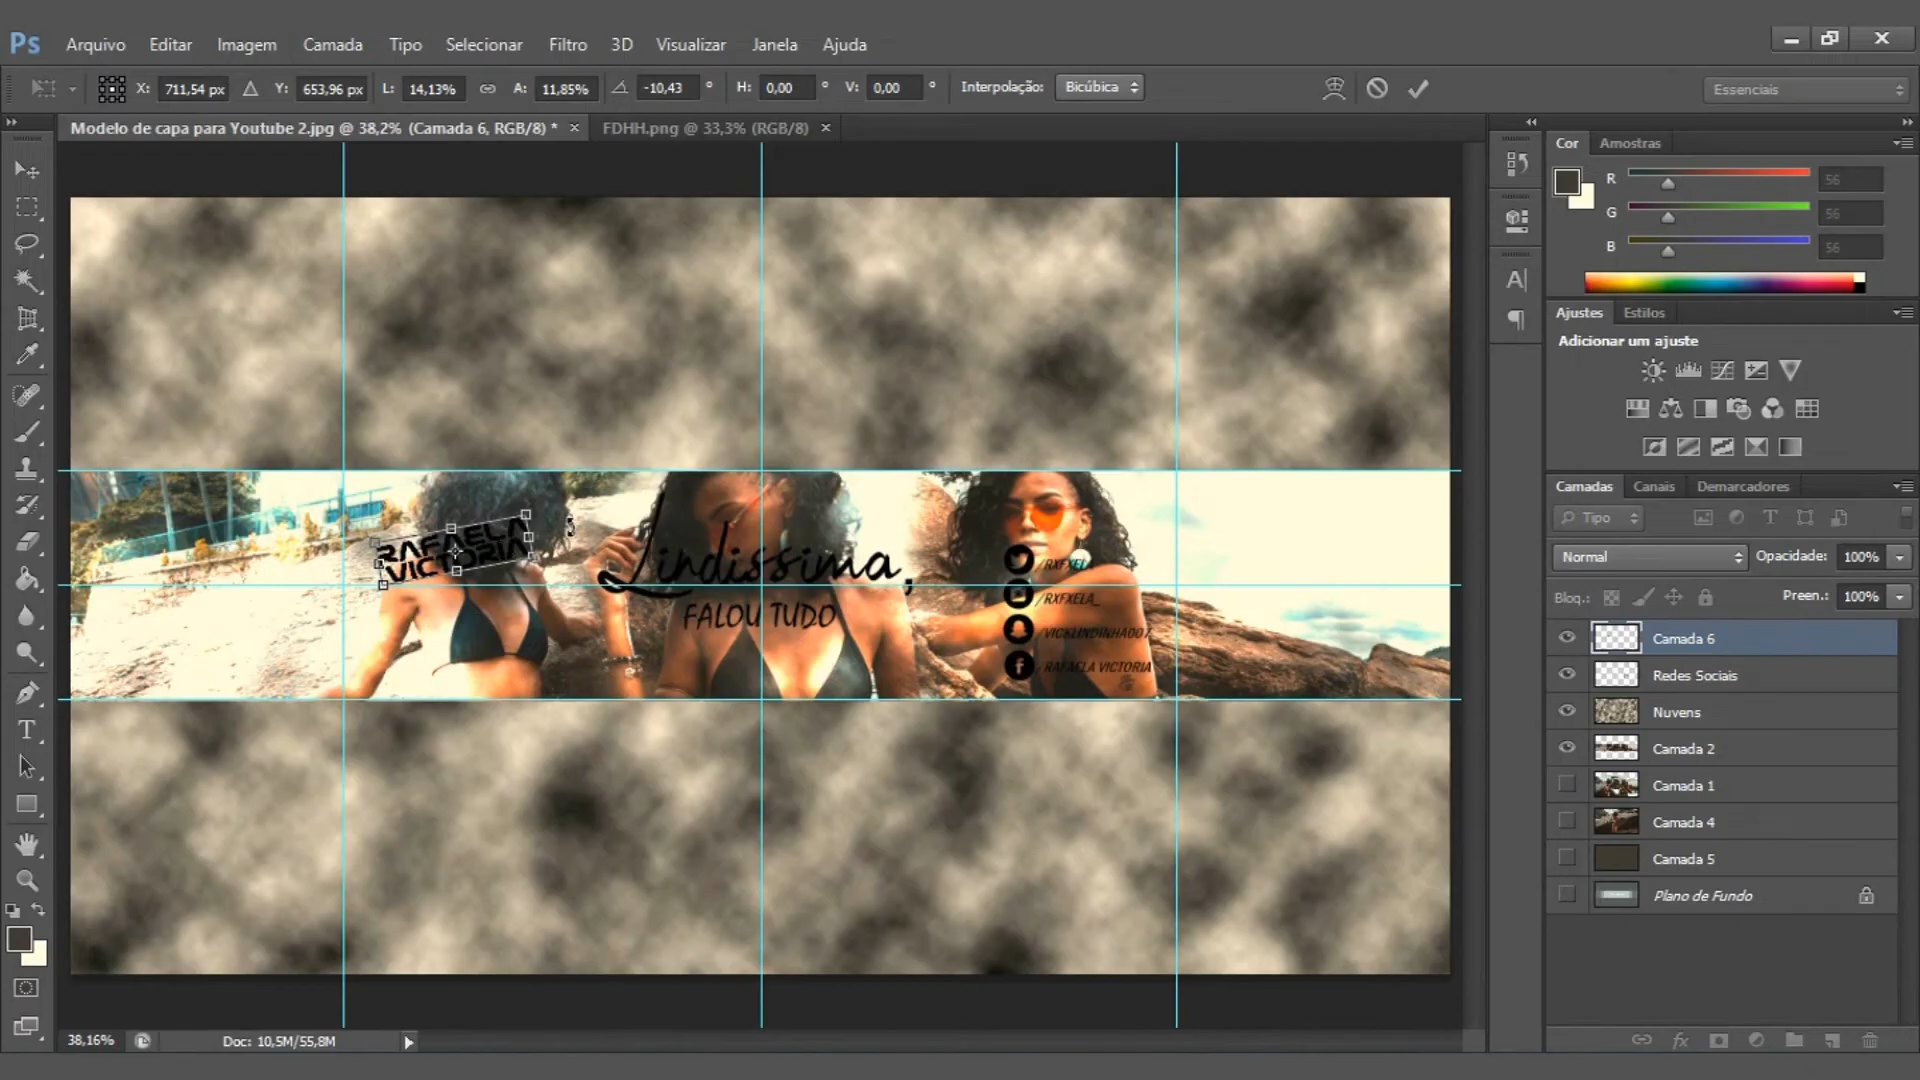 Ps Arquivo Editar Imagem Camada Tipo Selecionar Filtro 3D Visualizar Janela Ajuda
X: 711,54 px Y: 653,96 px L: 14,13% A: 11,85% -10,43 ° H: 0,00 ° V: 0,00 ° Interpolação: Bicúbica Essenciais
Modelo de capa para Youtube 2.jpg @ 38,2% (Camada 6, RGB/8) * × FDHH.png @ 33,3% (RGB/8) ×
Cor Amostras
R 56
G 56
B 56
Ajustes Estilos
Adicionar um ajuste
Camadas Canais Demarcadores
Tipo
Normal Opacidade: 100%
Bloq.: Preen.: 100%
Camada 6
Redes Sociais
Nuvens
Camada 2
Camada 1
Camada 4
Camada 5
Plano de Fundo
RAFAELA
VICTORIA
Lindissima,
FALOU TUDO
/RXFXELA_
/RXFXELA_
/VICKLINDINHA007
/RAFAELA VICTORIA
38,16% Doc: 10,5M/55,8M